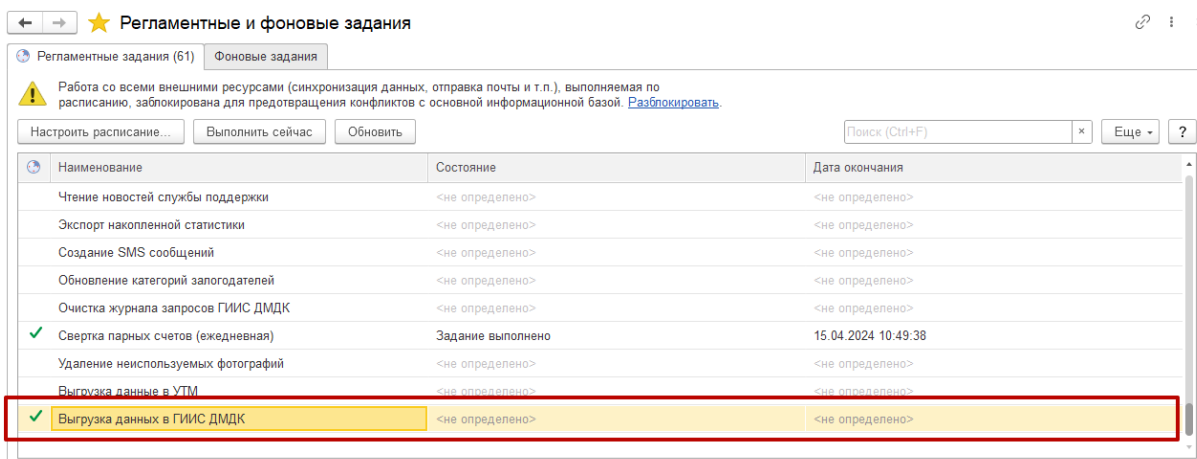 Регламентные и фоновые задания
Регламентные задания (61) Фоновые задания
Работа со всеми внешними ресурсами (синхронизация данных, отправка почты и т.п.), выполняемая по
расписанию, заблокирована для предотвращения конфликтов с основной информационной базой. Разблокировать.
Настроить расписание... Выполнить сейчас Обновить Поиск (Ctrl+F) × Еще ?
Наименование Состояние Дата окончания
Чтение новостей службы поддержки <не определено> <не определено>
Экспорт накопленной статистики <не определено> <не определено>
Создание SMS сообщений <не определено> <не определено>
Обновление категорий залогодателей <не определено> <не определено>
Очистка журнала запросов ГИИС ДМДК <не определено> <не определено>
Свертка парных счетов (ежедневная) Задание выполнено 15.04.2024 10:49:38
Удаление неиспользуемых фотографий <не определено> <не определено>
Выгрузка данные в УТМ <не определено> <не определено>
Выгрузка данных в ГИИС ДМДК <не определено> <не определено>